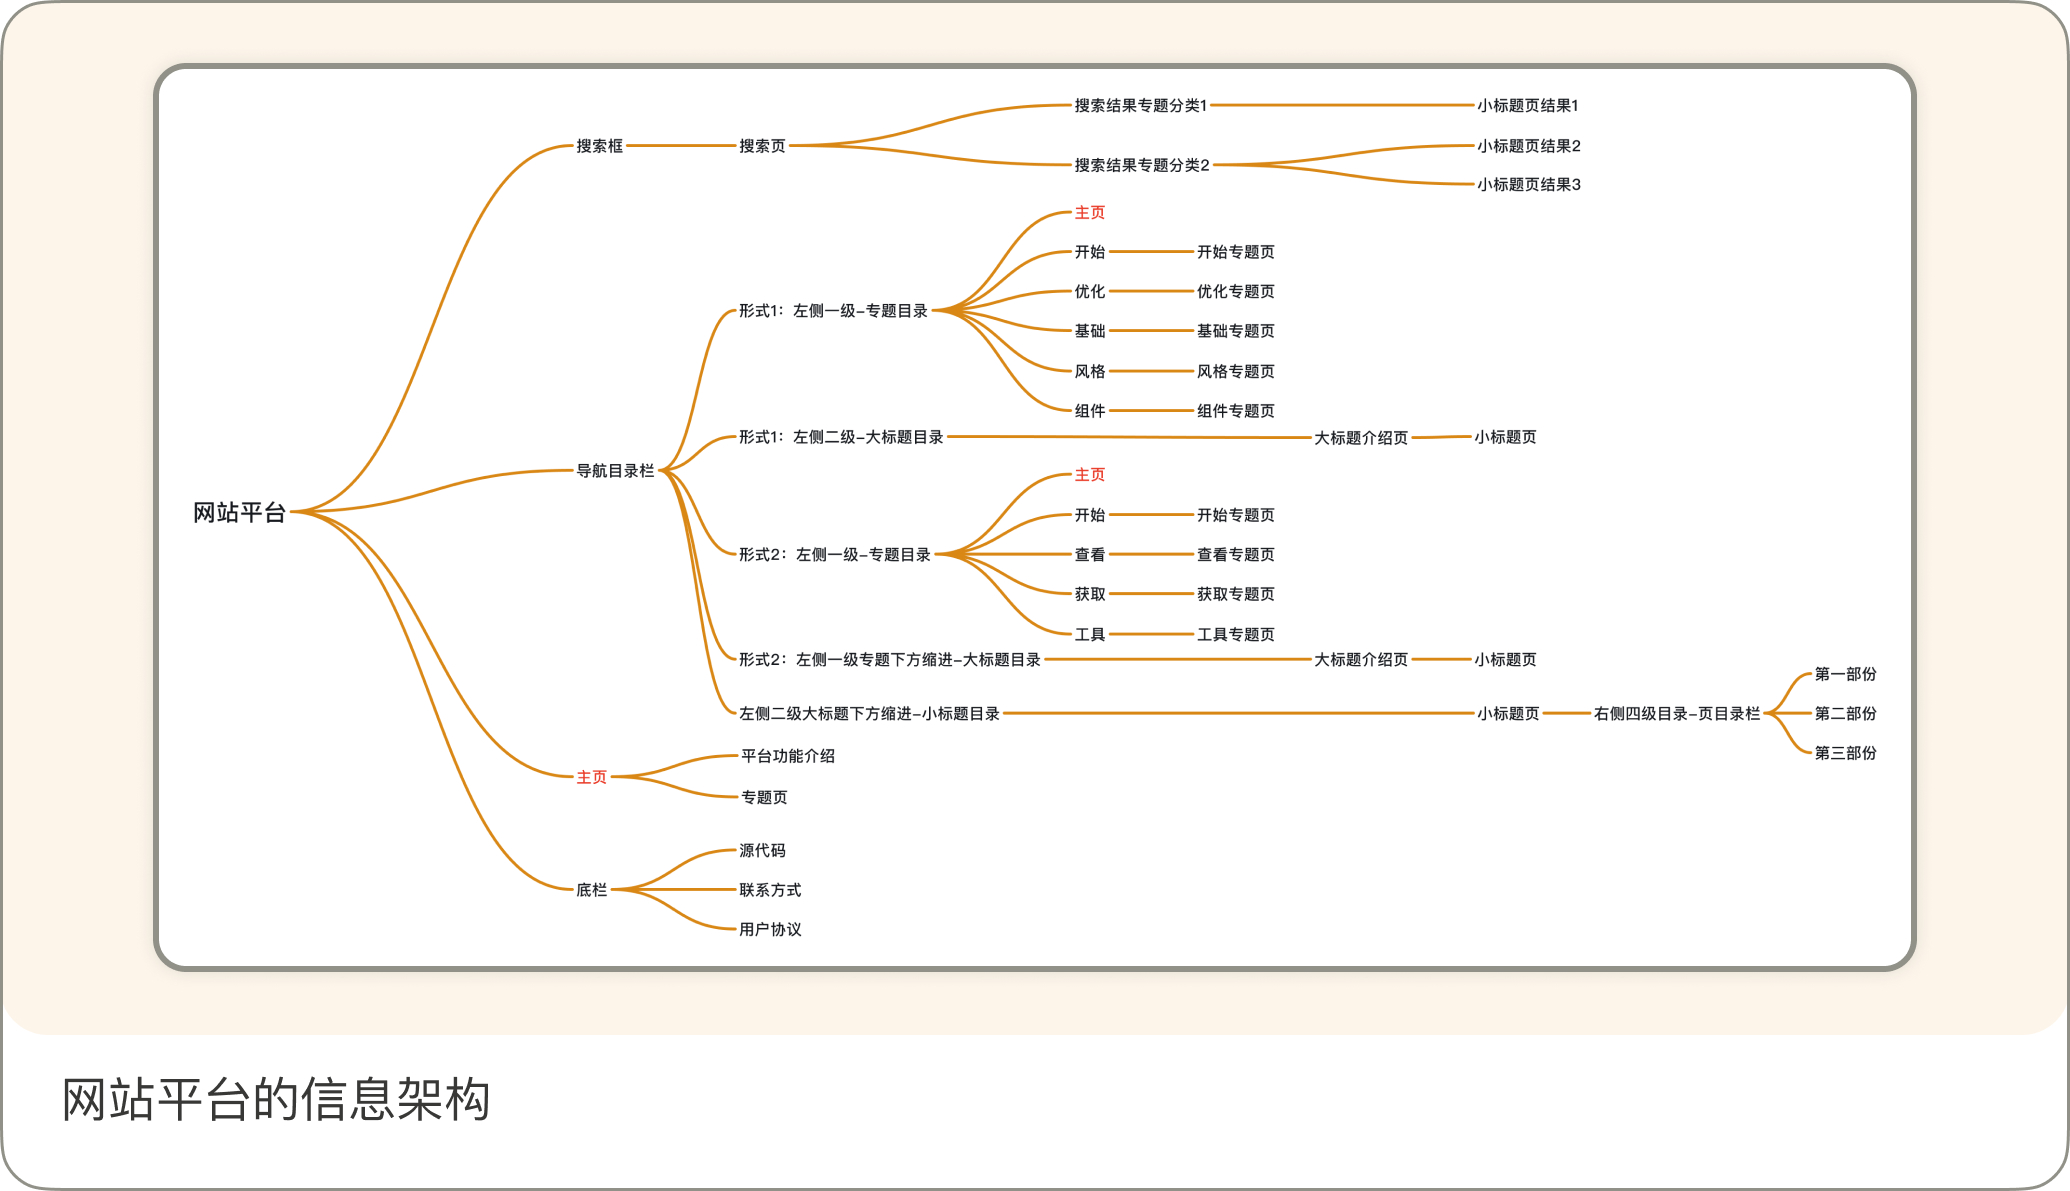 搜索结果专题分类1
小标题页结果1
搜索框
搜索页
小标题页结果2
搜索结果专题分类2
小标题页结果3
主页
开始
开始专题页
优化
优化专题页
形式1：左侧一级-专题目录
基础
基础专题页
风格
风格专题页
组件
组件专题页
形式1：左侧二级-大标题目录
大标题介绍页
小标题页
导航目录栏
主页
网站平台
开始
开始专题页
形式2：左侧一级-专题目录
查看
查看专题页
获取
获取专题页
工具
工具专题页
形式2：左侧一级专题下方缩进-大标题目录
大标题介绍页
小标题页
第一部份
左侧二级大标题下方缩进-小标题目录
小标题页
右侧四级目录-页目录栏
第二部份
第三部份
平台功能介绍
主页
专题页
源代码
底栏
联系方式
用户协议
网站平台的信息架构